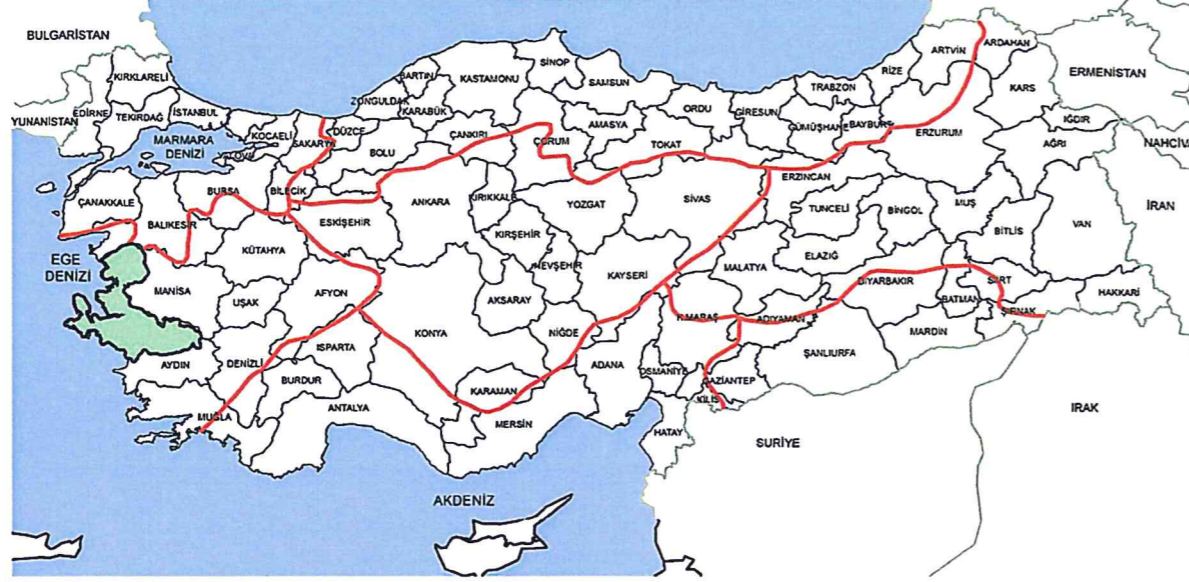 BULGARİSTAN
YUNANİSTAN
EDİRNE
KIRKLARELİ
TEKİRDAĞ
İSTANBUL
MARMARA
DENİZİ
KOCAELİ
SAKARYA
DÜZCE
ZONGULDAK
BARTIN
KARABÜK
KASTAMONU
SİNOP
SAMSUN
ÇANKIRI
BOLU
ÇORUM
AMASYA
TOKAT
ORDU
GİRESUN
TRABZON
GÜMÜŞHANE
BAYBURT
RİZE
ARTVİN
ARDAHAN
KARS
ERMENİSTAN
IĞDIR
AĞRI
NAHCİV
ERZURUM
ERZİNCAN
ÇANAKKALE
BALIKESİR
BURSA
BİLECİK
ESKİŞEHİR
ANKARA
KIRIKKALE
YOZGAT
SİVAS
TUNCELİ
BİNGÖL
MUŞ
BİTLİS
VAN
İRAN
EGE
DENİZİ
KÜTAHYA
MANİSA
UŞAK
AFYON
KONYA
AKSARAY
KIRŞEHİR
NEVŞEHİR
KAYSERİ
MALATYA
ELAZIĞ
DİYARBAKIR
BATMAN
SİİRT
ŞIRNAK
HAKKARİ
MARDİN
AYDIN
DENİZLİ
ISPARTA
BURDUR
MUĞLA
ANTALYA
KARAMAN
MERSİN
NİĞDE
ADANA
K.MARAŞ
OSMANİYE
ADIYAMAN
GAZİANTEP
ŞANLIURFA
KİLİS
HATAY
SURİYE
IRAK
AKDENİZ